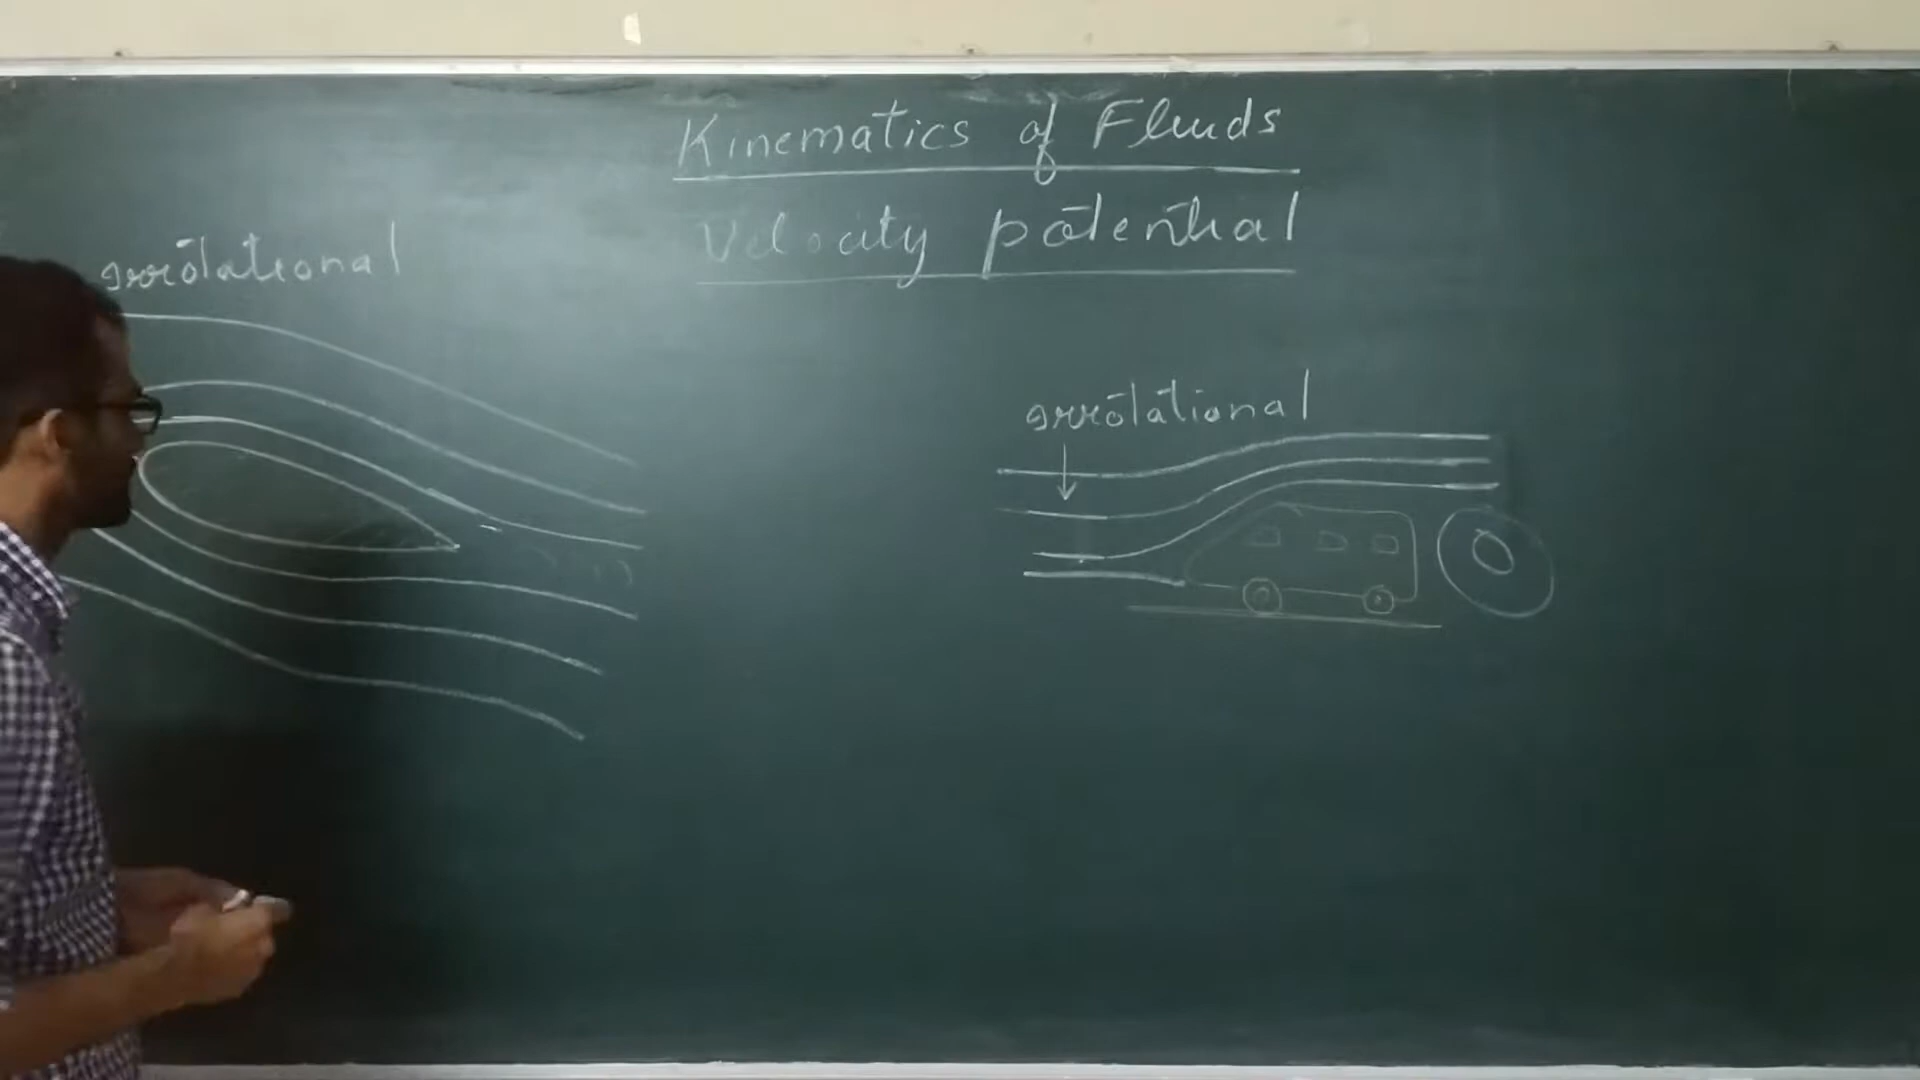 Kinematics of Fluids
Velocity potential
Irrotational
Irrotational